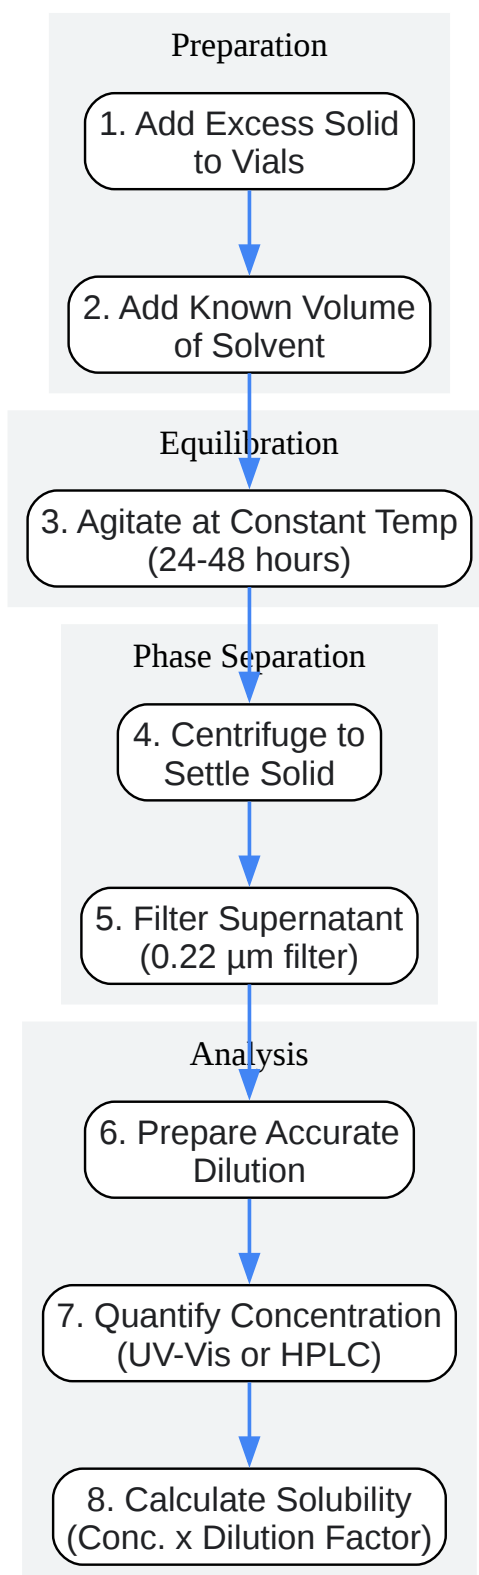 Preparation
1. Add Excess Solid
to Vials
2. Add Known Volume
of Solvent
Equilibration
3. Agitate at Constant Temp
(24-48 hours)
Phase Separation
4. Centrifuge to
Settle Solid
5. Filter Supernatant
(0.22 µm filter)
Analysis
6. Prepare Accurate
Dilution
7. Quantify Concentration
(UV-Vis or HPLC)
8. Calculate Solubility
(Conc. x Dilution Factor)